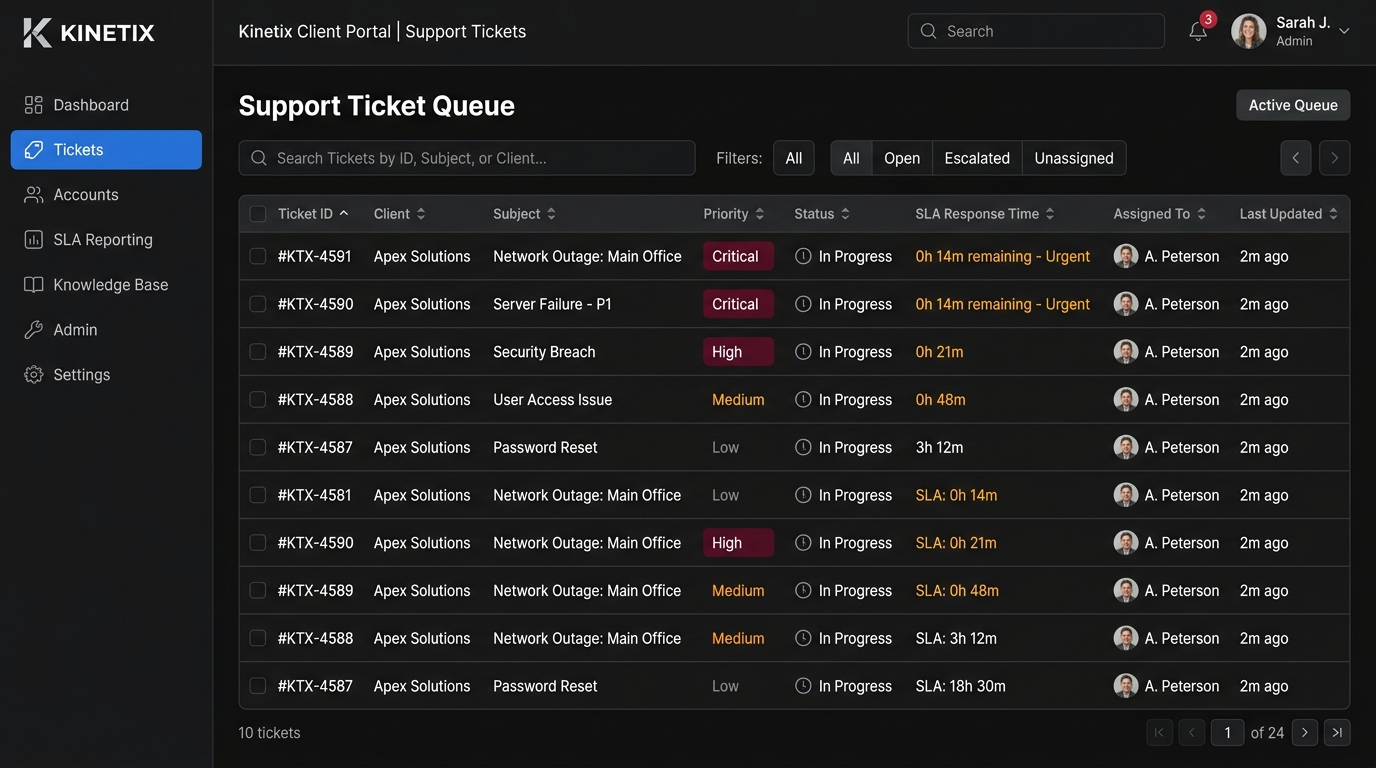 KINETIX
Kinetix Client Portal | Support Tickets
Search
3
Sarah J.
Admin
Dashboard
Tickets
Accounts
SLA Reporting
Knowledge Base
Admin
Settings
Support Ticket Queue
Active Queue
Search Tickets by ID, Subject, or Client...
Filters: All All Open Escalated Unassigned
Ticket ID Client Subject Priority Status SLA Response Time Assigned To Last Updated
#KTX-4591 Apex Solutions Network Outage: Main Office Critical In Progress 0h 14m remaining - Urgent A. Peterson 2m ago
#KTX-4590 Apex Solutions Server Failure - P1 Critical In Progress 0h 14m remaining - Urgent A. Peterson 2m ago
#KTX-4589 Apex Solutions Security Breach High In Progress 0h 21m A. Peterson 2m ago
#KTX-4588 Apex Solutions User Access Issue Medium In Progress 0h 48m A. Peterson 2m ago
#KTX-4587 Apex Solutions Password Reset Low In Progress 3h 12m A. Peterson 2m ago
#KTX-4581 Apex Solutions Network Outage: Main Office Low In Progress SLA: 0h 14m A. Peterson 2m ago
#KTX-4590 Apex Solutions Network Outage: Main Office High In Progress SLA: 0h 21m A. Peterson 2m ago
#KTX-4589 Apex Solutions Network Outage: Main Office Medium In Progress SLA: 0h 48m A. Peterson 2m ago
#KTX-4588 Apex Solutions Network Outage: Main Office Medium In Progress SLA: 3h 12m A. Peterson 2m ago
#KTX-4587 Apex Solutions Password Reset Low In Progress SLA: 18h 30m A. Peterson 2m ago
10 tickets
1 of 24